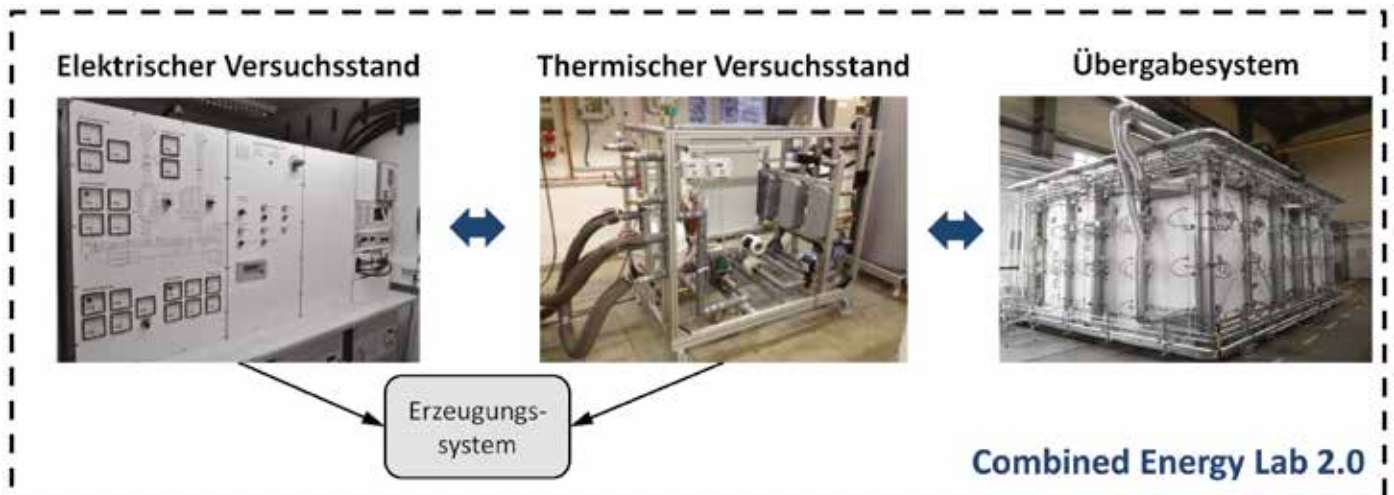 Elektrischer Versuchsstand
Thermischer Versuchsstand
Übergabesystem
Erzeugungs-
system
Combined Energy Lab 2.0